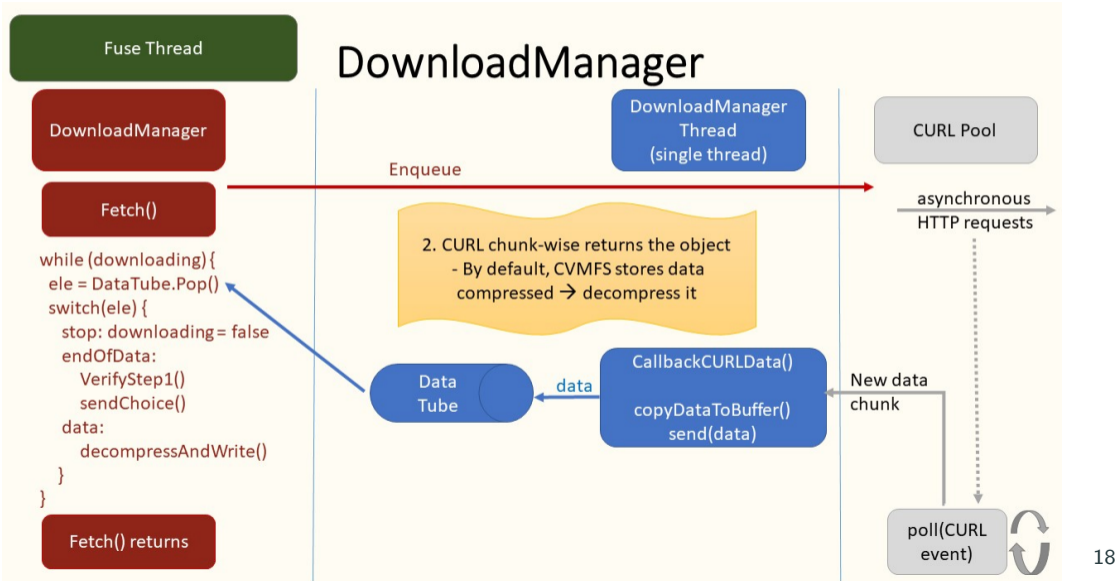 Fuse Thread
DownloadManager
DownloadManager
Fetch()
while (downloading) {
ele = DataTube.Pop()
switch(ele) {
stop: downloading = false
endOfData:
VerifyStep1()
sendChoice()
data:
decompressAndWrite()
}
}
Fetch() returns
Enqueue
2. CURL chunk-wise returns the object
- By default, CVMFS stores data
compressed → decompress it
Data
Tube
data
DownloadManager
Thread
(single thread)
CallbackCURLData()
copyDataToBuffer()
send(data)
New data
chunk
CURL Pool
asynchronous
HTTP requests
poll(CURL
event)
18